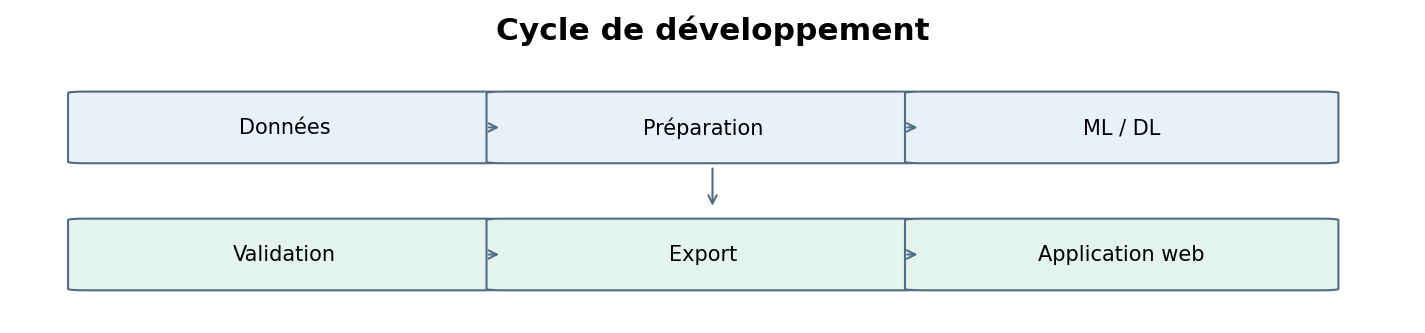 Cycle de développement
Données
Préparation
ML / DL
Validation
Export
Application web